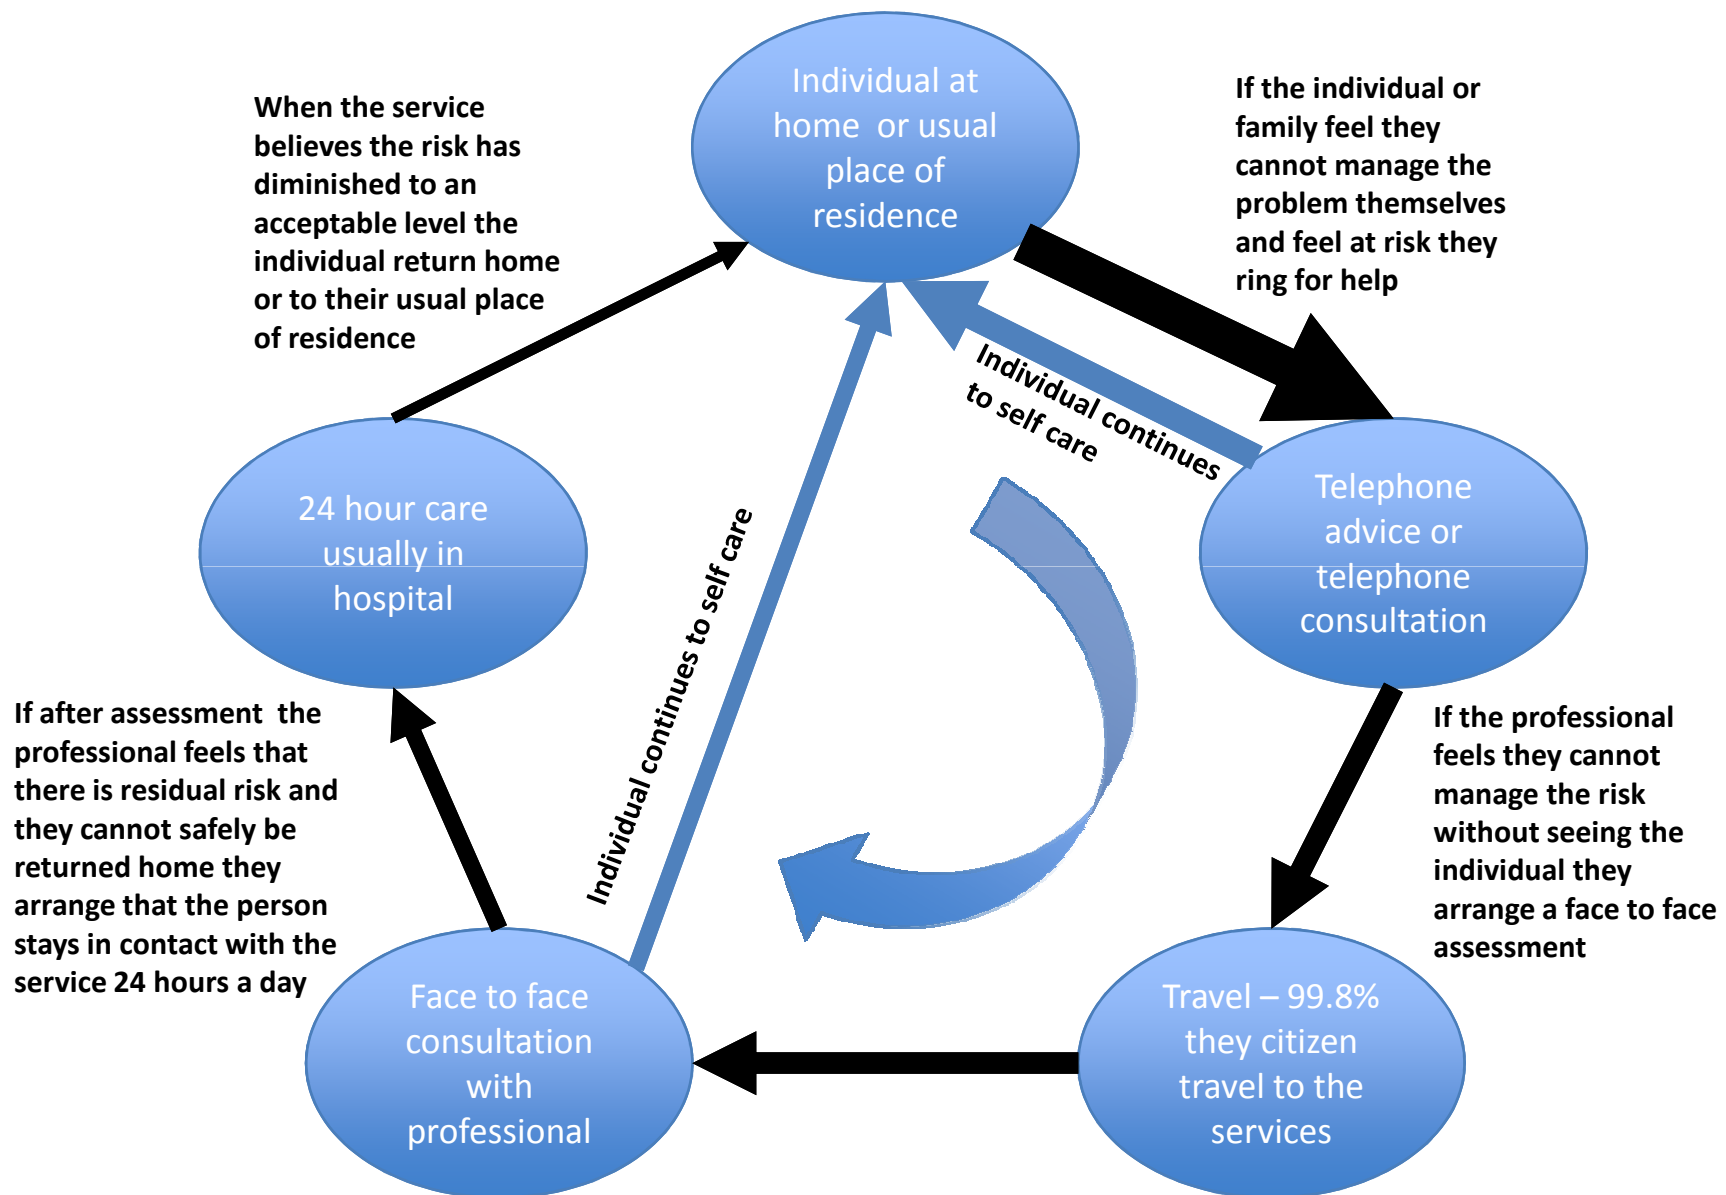 Individual at
home or usual
place of
residence
If the individual or
family feel they
cannot manage the
problem themselves
and feel at risk they
ring for help
Individual continues
to self care
Telephone
advice or
telephone
consultation
If the professional
feels they cannot
manage the risk
without seeing the
individual they
arrange a face to face
assessment
Travel – 99.8%
they citizen
travel to the
services
Face to face
consultation
with
professional
Individual continues to self care
If after assessment the
professional feels that
there is residual risk and
they cannot safely be
returned home they
arrange that the person
stays in contact with the
service 24 hours a day
24 hour care
usually in
hospital
When the service
believes the risk has
diminished to an
acceptable level the
individual return home
or to their usual place
of residence